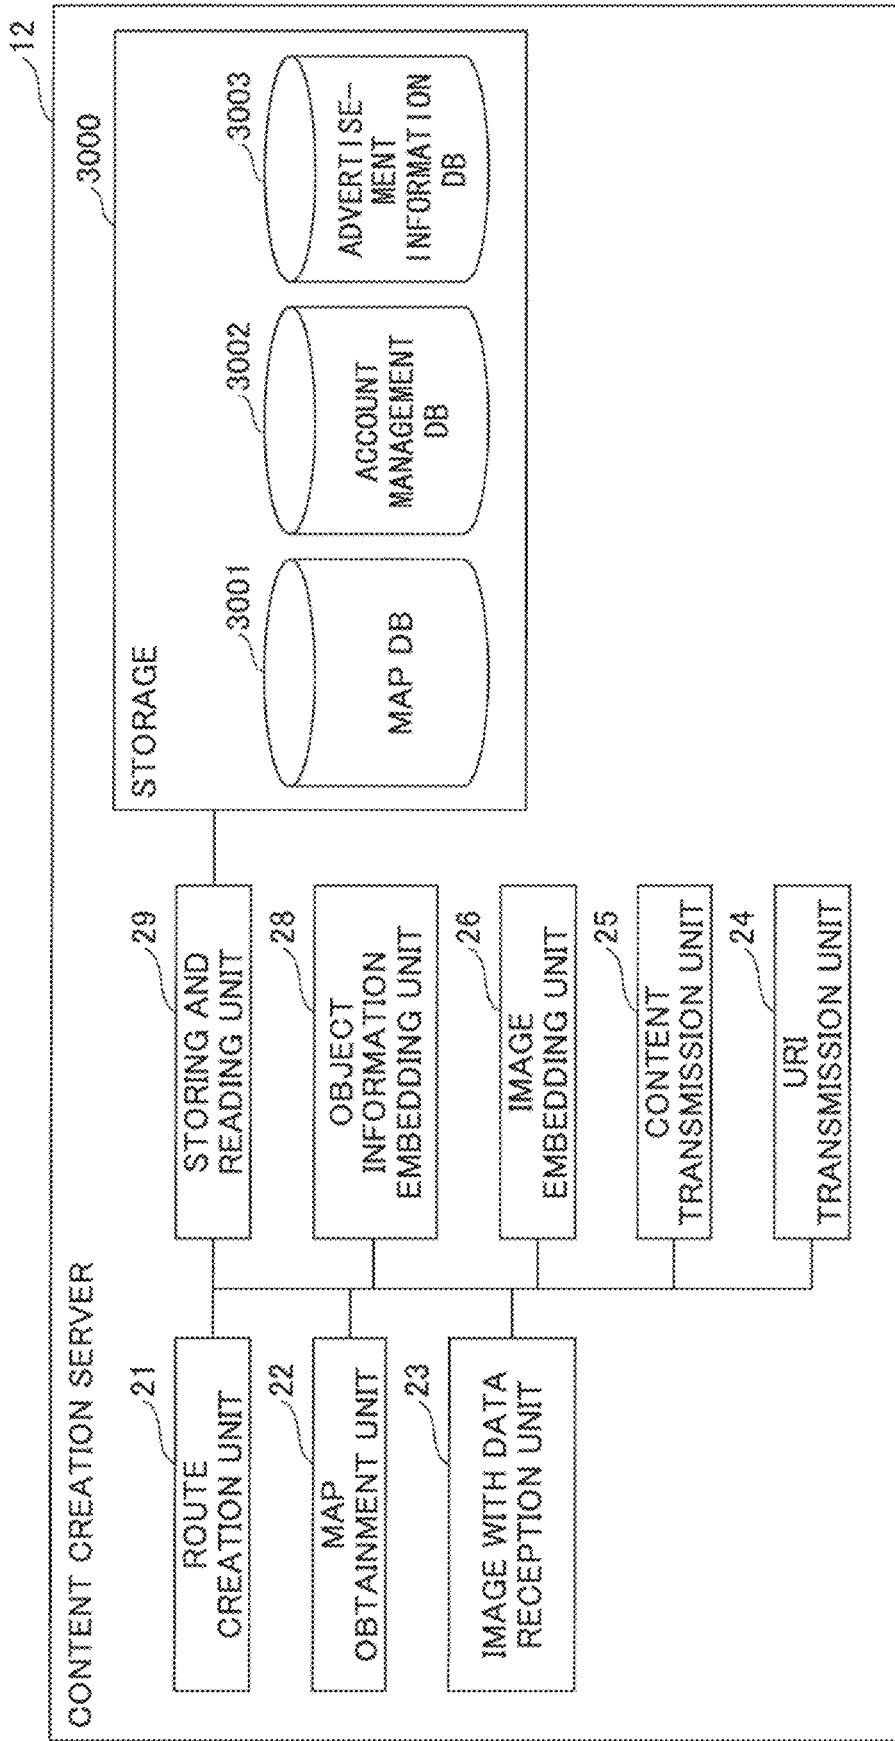 CONTENT CREATION SERVER
12
21
ROUTE
CREATION UNIT
22
MAP
OBTAINMENT UNIT
23
IMAGE WITH DATA
RECEPTION UNIT
29
STORING AND
READING UNIT
28
OBJECT
INFORMATION
EMBEDDING UNIT
26
IMAGE
EMBEDDING UNIT
25
CONTENT
TRANSMISSION UNIT
24
URI
TRANSMISSION UNIT
3000
STORAGE
3001
MAP DB
3002
ACCOUNT
MANAGEMENT
DB
3003
ADVERTISE-
MENT
INFORMATION
DB